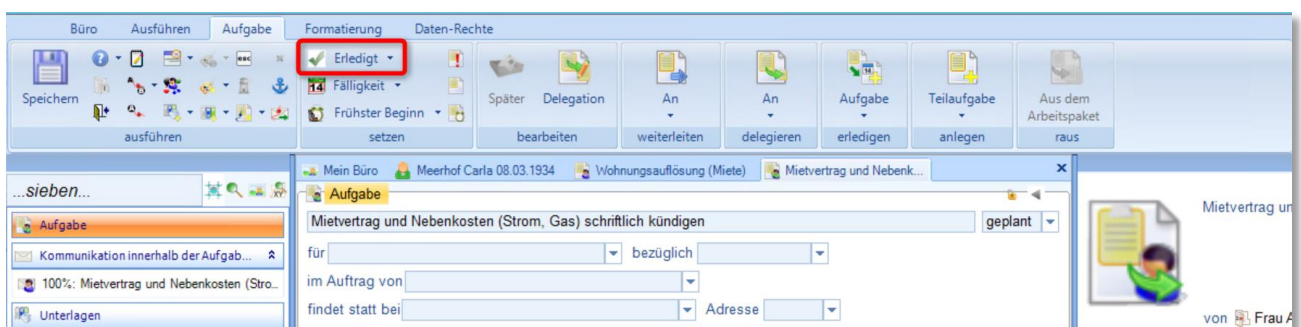 Büro Ausführen Aufgabe Formatierung Daten-Rechte
Speichern
ausführen
Erledigt
14 Fälligkeit
Frühster Beginn
setzen
Später Delegation
bearbeiten
An
weiterleiten
An
delegieren
Aufgabe
erledigen
Teilaufgabe
anlegen
Aus dem
Arbeitspaket
raus
...sieben...
Aufgabe
Kommunikation innerhalb der Aufgab...
100%: Mietvertrag und Nebenkosten (Stro...
Unterlagen
Mein Büro Meerhof Carla 08.03.1934 Wohnungsauflösung (Miete) Mietvertrag und Nebenk... x
Aufgabe
Mietvertrag und Nebenkosten (Strom, Gas) schriftlich kündigen geplant
für bezüglich
im Auftrag von
findet statt bei Adresse
Mietvertrag un
von Frau A